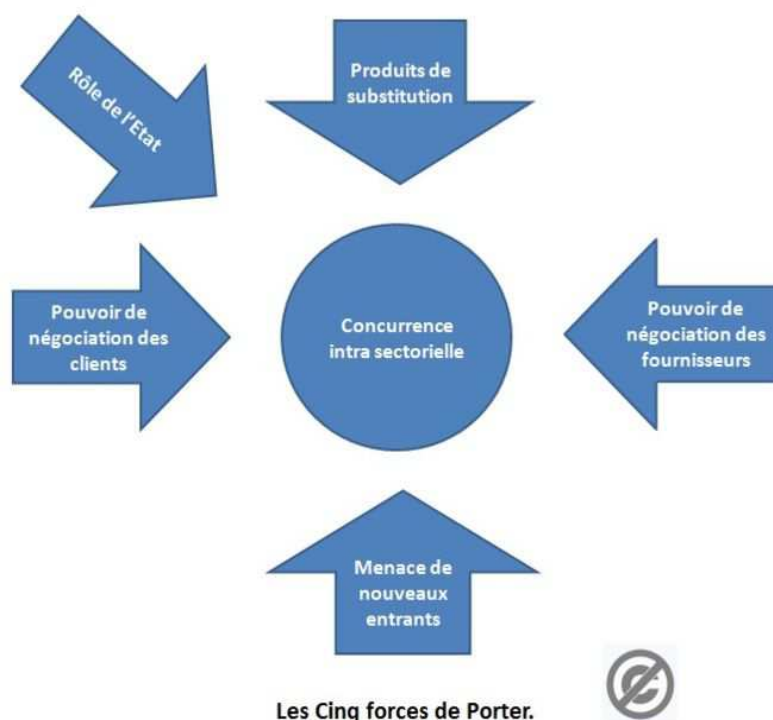 Rôle de l'Etat
Produits de
substitution
Pouvoir de
négociation des
clients
Concurrence
intra sectorielle
Pouvoir de
négociation des
fournisseurs
Menace de
nouveaux
entrants
Les Cinq forces de Porter.